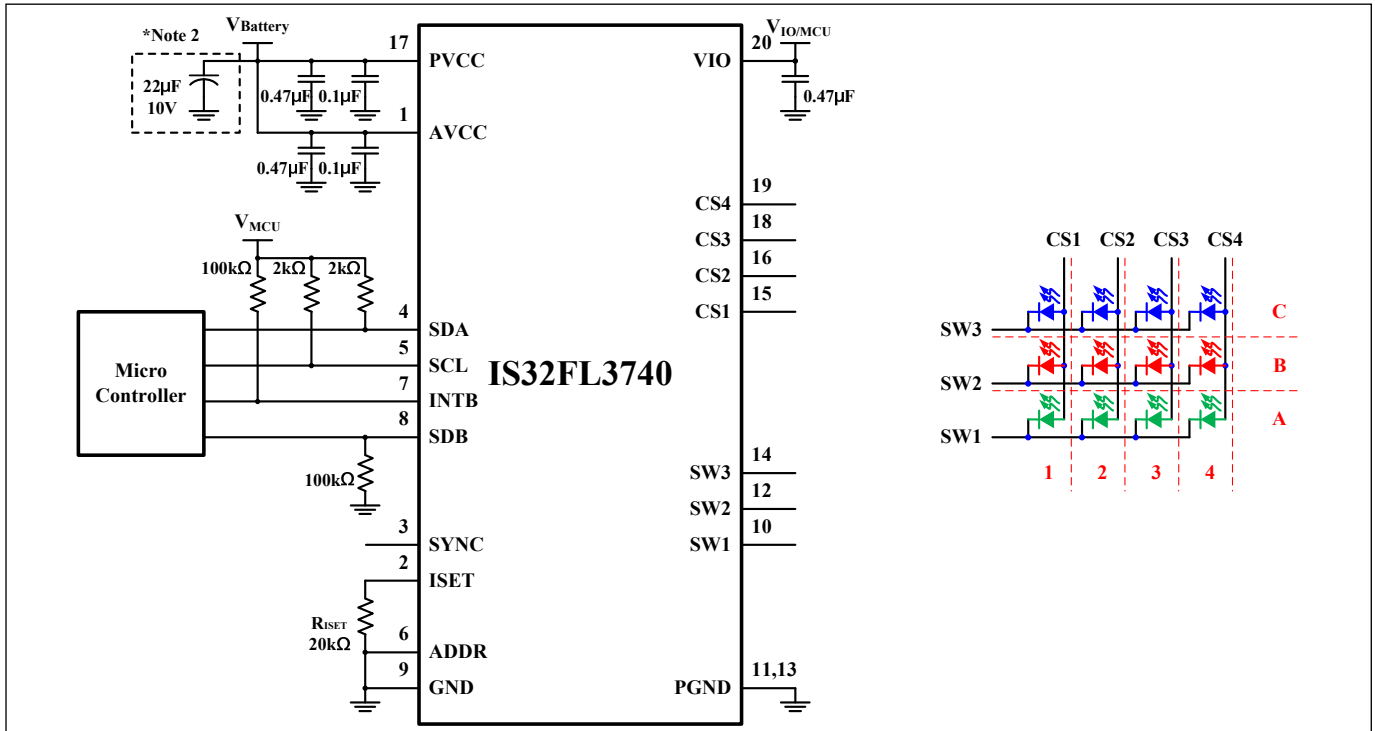 *Note 2
VBattery
22µF
10V
0.47µF 0.1µF
0.47µF 0.1µF
17
PVCC
1
AVCC
VMCU
100kΩ 2kΩ 2kΩ
Micro
Controller
4
SDA
5
SCL
7
INTB
8
SDB
100kΩ
3
SYNC
2
ISET
RISET
20kΩ
6
ADDR
9
GND
IS32FL3740
VIO/MCU
20
VIO
0.47µF
19
CS4
18
CS3
16
CS2
15
CS1
14
SW3
12
SW2
10
SW1
11,13
PGND
CS1 CS2 CS3 CS4
C
SW3
B
SW2
A
SW1
1 2 3 4